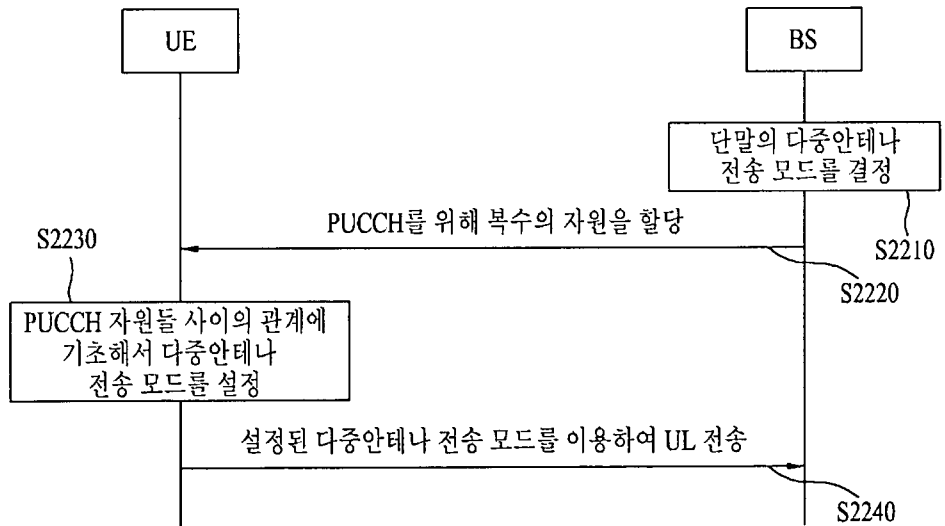 UE
BS
단말의 다중안테나
전송 모드를 결정
S2210
PUCCH를 위해 복수의 자원을 할당
S2220
S2230
PUCCH 자원들 사이의 관계에
기초해서 다중안테나
전송 모드를 설정
설정된 다중안테나 전송 모드를 이용하여 UL 전송
S2240